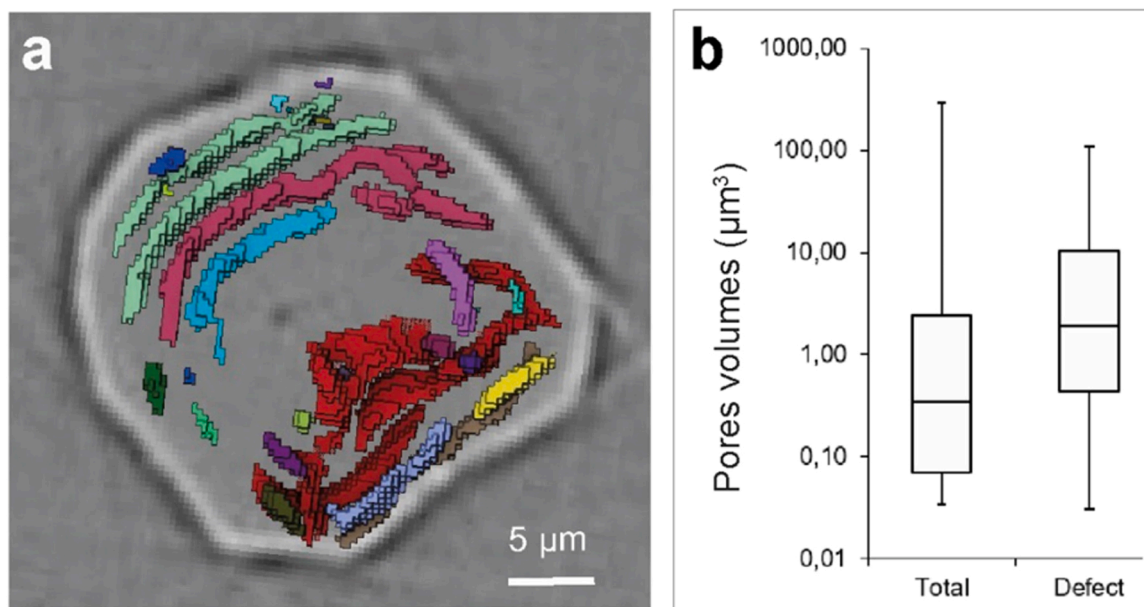 a
5 µm
b
Pores volumes (µm³)
1000,00
100,00
10,00
1,00
0,10
0,01
Total
Defect